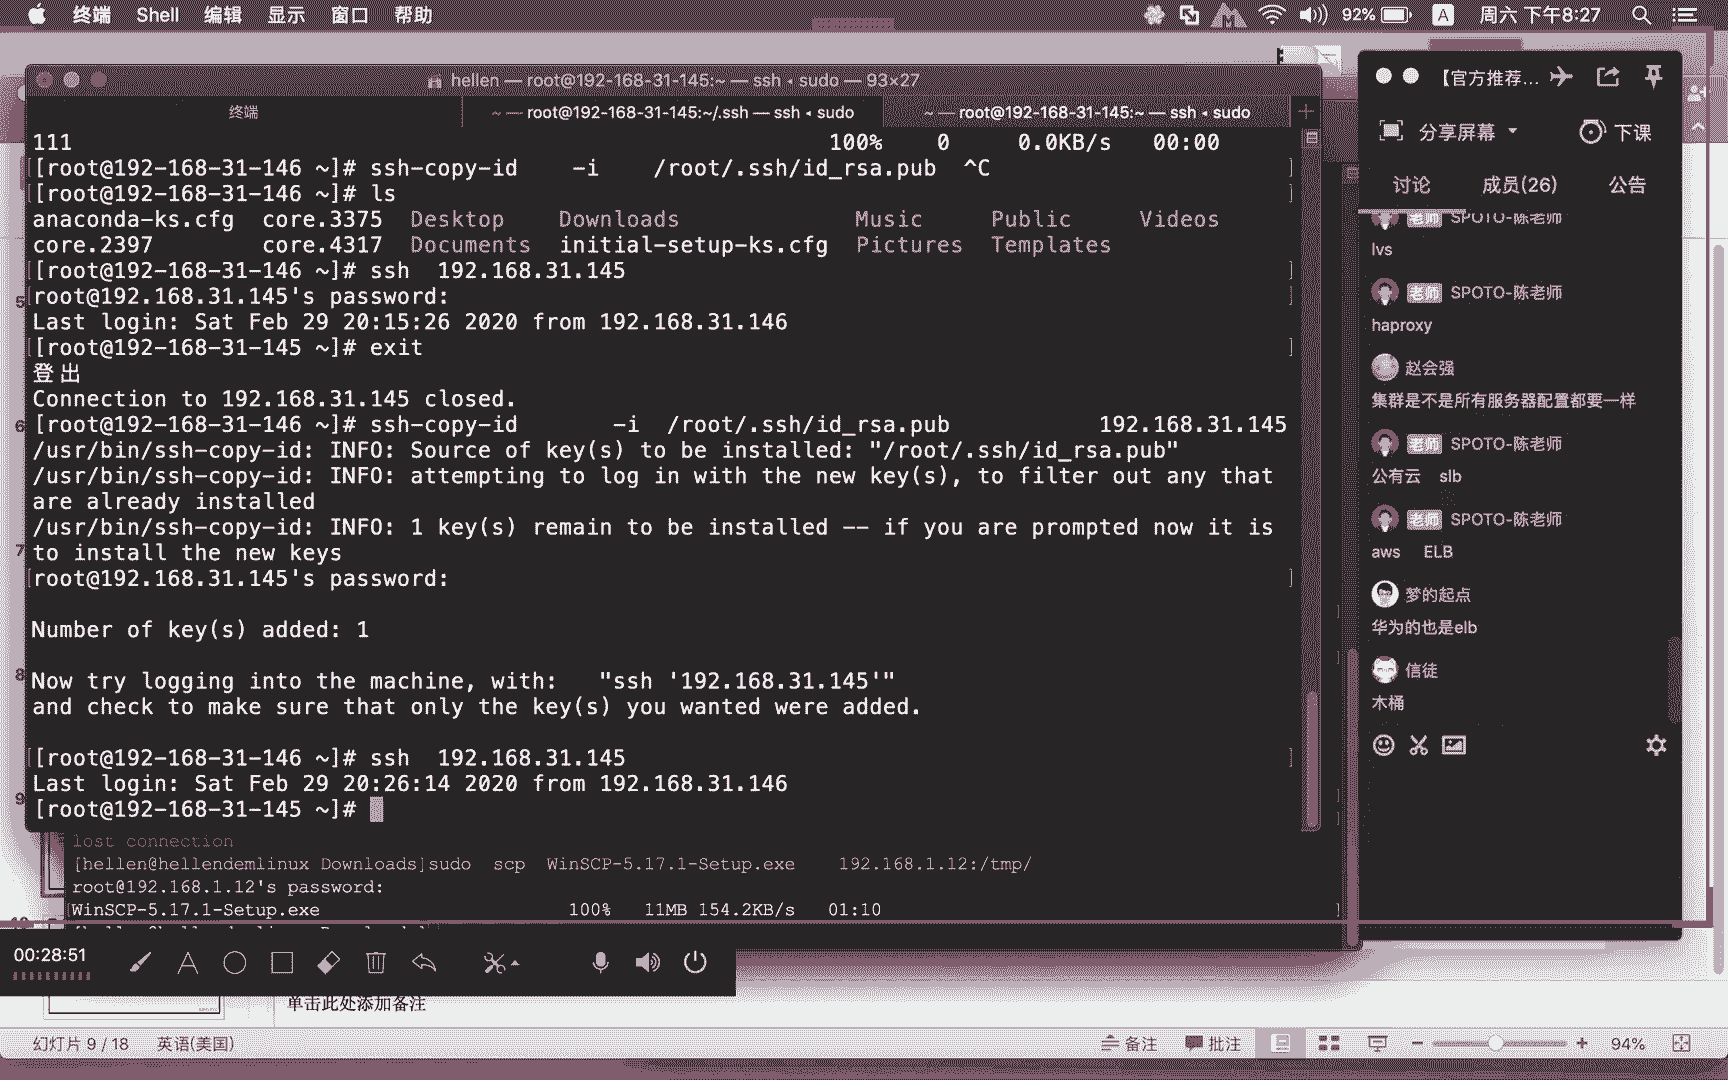 终端 Shell 编辑 显示 窗口 帮助 92% A 周六 下午8:27
hellen — root@192-168-31-145:~ — ssh ◂ sudo — 93×27
终端
~ — root@192-168-31-145:~/.ssh — ssh ◂ sudo
~ — root@192-168-31-145:~ — ssh ◂ sudo
111 100% 0 0.0KB/s 00:00
[root@192-168-31-146 ~]# ssh-copy-id -i /root/.ssh/id_rsa.pub ^C
[root@192-168-31-146 ~]# ls
anaconda-ks.cfg core.3375 Desktop Downloads Music Public Videos
core.2397 core.4317 Documents initial-setup-ks.cfg Pictures Templates
[root@192-168-31-146 ~]# ssh 192.168.31.145
root@192.168.31.145's password:
Last login: Sat Feb 29 20:15:26 2020 from 192.168.31.146
[root@192-168-31-145 ~]# exit
登出
Connection to 192.168.31.145 closed.
[root@192-168-31-146 ~]# ssh-copy-id -i /root/.ssh/id_rsa.pub 192.168.31.145
/usr/bin/ssh-copy-id: INFO: Source of key(s) to be installed: "/root/.ssh/id_rsa.pub"
/usr/bin/ssh-copy-id: INFO: attempting to log in with the new key(s), to filter out any that
are already installed
/usr/bin/ssh-copy-id: INFO: 1 key(s) remain to be installed -- if you are prompted now it is
to install the new keys
root@192.168.31.145's password:
Number of key(s) added: 1
Now try logging into the machine, with: "ssh '192.168.31.145'"
and check to make sure that only the key(s) you wanted were added.
[root@192-168-31-146 ~]# ssh 192.168.31.145
Last login: Sat Feb 29 20:26:14 2020 from 192.168.31.146
[root@192-168-31-145 ~]#
lost connection
[hellen@hellendemlinux Downloads]sudo scp WinSCP-5.17.1-Setup.exe 192.168.1.12:/tmp/
root@192.168.1.12's password:
WinSCP-5.17.1-Setup.exe 100% 11MB 154.2KB/s 01:10
5
6
7
8
9
【官方推荐...
分享屏幕 下课
讨论 成员(26) 公告
老师 SPOTO-陈老师
lvs
老师 SPOTO-陈老师
haproxy
赵会强
集群是不是所有服务器配置都要一样
老师 SPOTO-陈老师
公有云 slb
老师 SPOTO-陈老师
aws ELB
梦的起点
华为的也是elb
信徒
木桶
00:28:51
单击此处添加备注
幻灯片 9 / 18 英语(美国) 备注 批注 94%